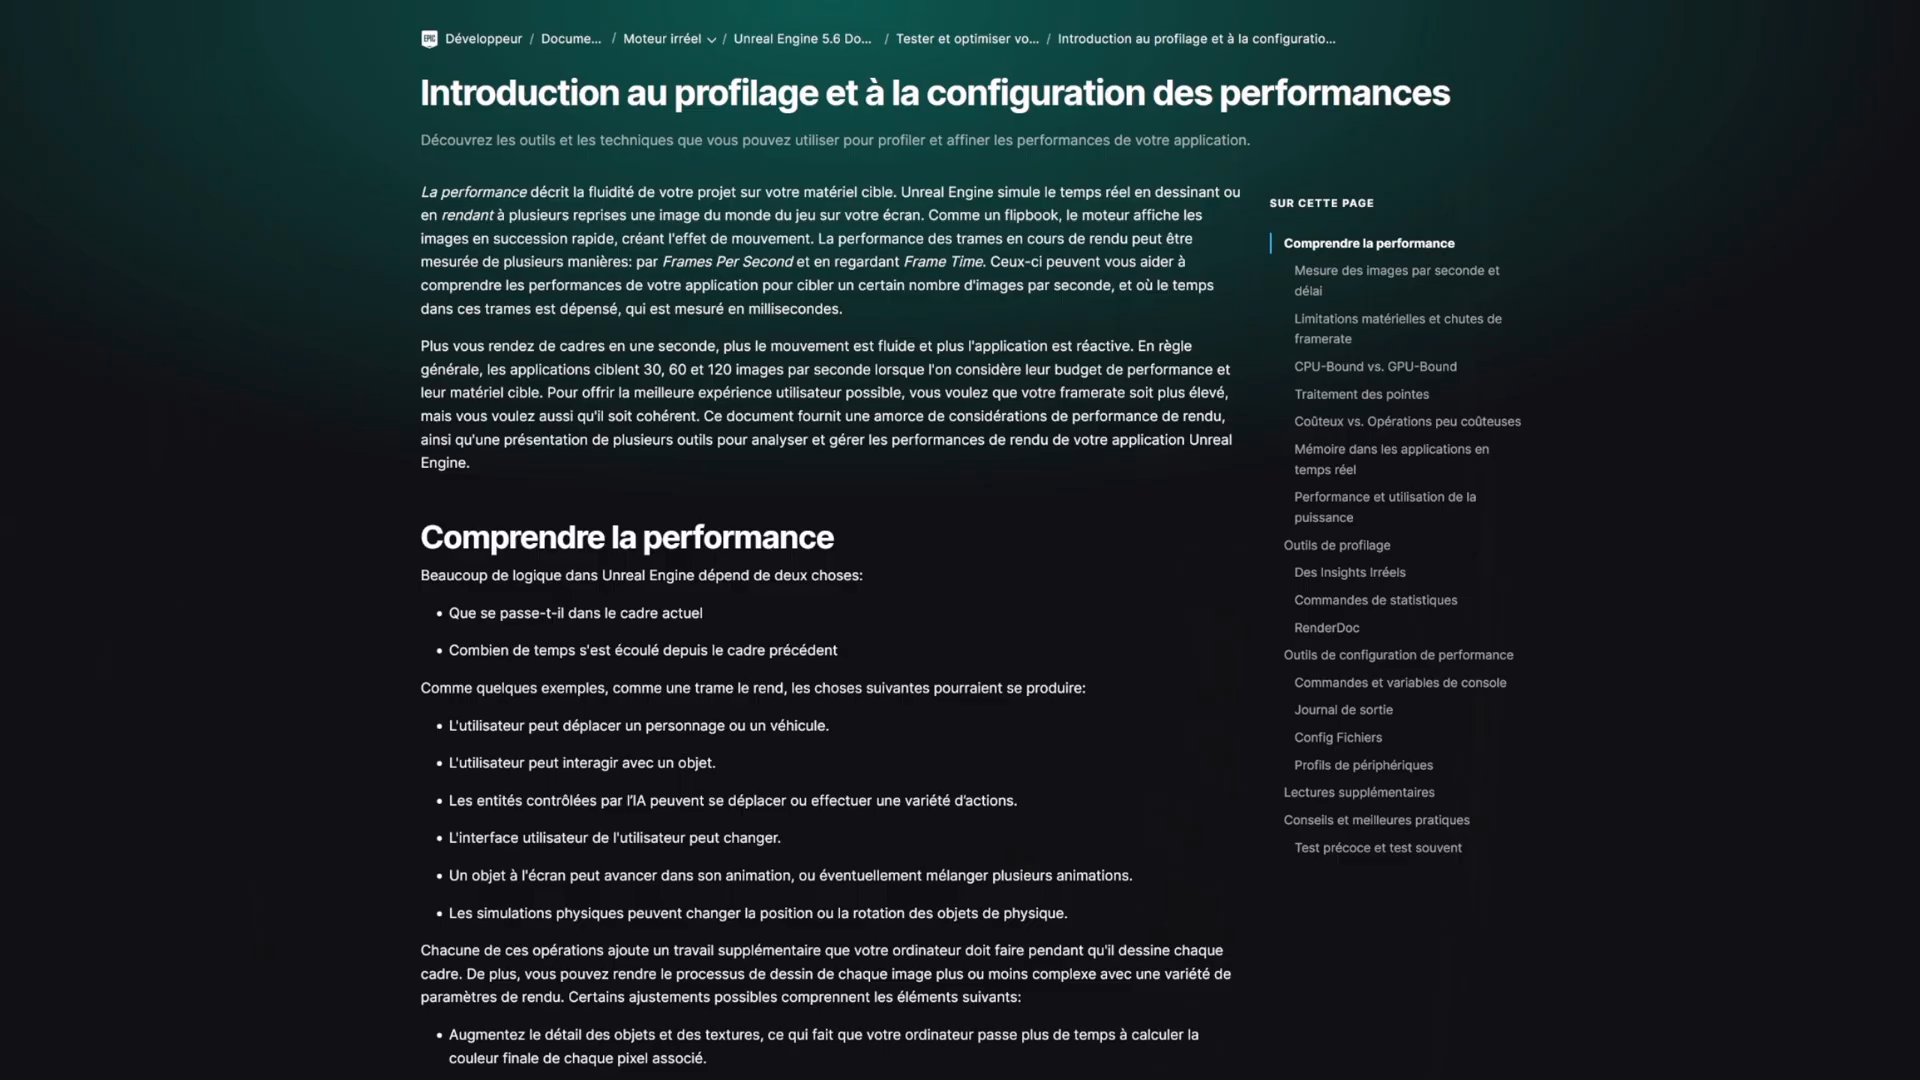 EPIC Développeur / Docume... / Moteur irréel / Unreal Engine 5.6 Do... / Tester et optimiser vo... / Introduction au profilage et à la configuratio...
Introduction au profilage et à la configuration des performances
Découvrez les outils et les techniques que vous pouvez utiliser pour profiler et affiner les performances de votre application.
La performance décrit la fluidité de votre projet sur votre matériel cible. Unreal Engine simule le temps réel en dessinant ou
en rendant à plusieurs reprises une image du monde du jeu sur votre écran. Comme un flipbook, le moteur affiche les
images en succession rapide, créant l'effet de mouvement. La performance des trames en cours de rendu peut être
mesurée de plusieurs manières: par Frames Per Second et en regardant Frame Time. Ceux-ci peuvent vous aider à
comprendre les performances de votre application pour cibler un certain nombre d'images par seconde, et où le temps
dans ces trames est dépensé, qui est mesuré en millisecondes.
Plus vous rendez de cadres en une seconde, plus le mouvement est fluide et plus l'application est réactive. En règle
générale, les applications ciblent 30, 60 et 120 images par seconde lorsque l'on considère leur budget de performance et
leur matériel cible. Pour offrir la meilleure expérience utilisateur possible, vous voulez que votre framerate soit plus élevé,
mais vous voulez aussi qu'il soit cohérent. Ce document fournit une amorce de considérations de performance de rendu,
ainsi qu'une présentation de plusieurs outils pour analyser et gérer les performances de rendu de votre application Unreal
Engine.
Comprendre la performance
Beaucoup de logique dans Unreal Engine dépend de deux choses:
• Que se passe-t-il dans le cadre actuel
• Combien de temps s'est écoulé depuis le cadre précédent
Comme quelques exemples, comme une trame le rend, les choses suivantes pourraient se produire:
• L'utilisateur peut déplacer un personnage ou un véhicule.
• L'utilisateur peut interagir avec un objet.
• Les entités contrôlées par l'IA peuvent se déplacer ou effectuer une variété d'actions.
• L'interface utilisateur de l'utilisateur peut changer.
• Un objet à l'écran peut avancer dans son animation, ou éventuellement mélanger plusieurs animations.
• Les simulations physiques peuvent changer la position ou la rotation des objets de physique.
Chacune de ces opérations ajoute un travail supplémentaire que votre ordinateur doit faire pendant qu'il dessine chaque
cadre. De plus, vous pouvez rendre le processus de dessin de chaque image plus ou moins complexe avec une variété de
paramètres de rendu. Certains ajustements possibles comprennent les éléments suivants:
• Augmentez le détail des objets et des textures, ce qui fait que votre ordinateur passe plus de temps à calculer la
couleur finale de chaque pixel associé.
SUR CETTE PAGE
Comprendre la performance
Mesure des images par seconde et
délai
Limitations matérielles et chutes de
framerate
CPU-Bound vs. GPU-Bound
Traitement des pointes
Coûteux vs. Opérations peu coûteuses
Mémoire dans les applications en
temps réel
Performance et utilisation de la
puissance
Outils de profilage
Des Insights Irréels
Commandes de statistiques
RenderDoc
Outils de configuration de performance
Commandes et variables de console
Journal de sortie
Config Fichiers
Profils de périphériques
Lectures supplémentaires
Conseils et meilleures pratiques
Test précoce et test souvent